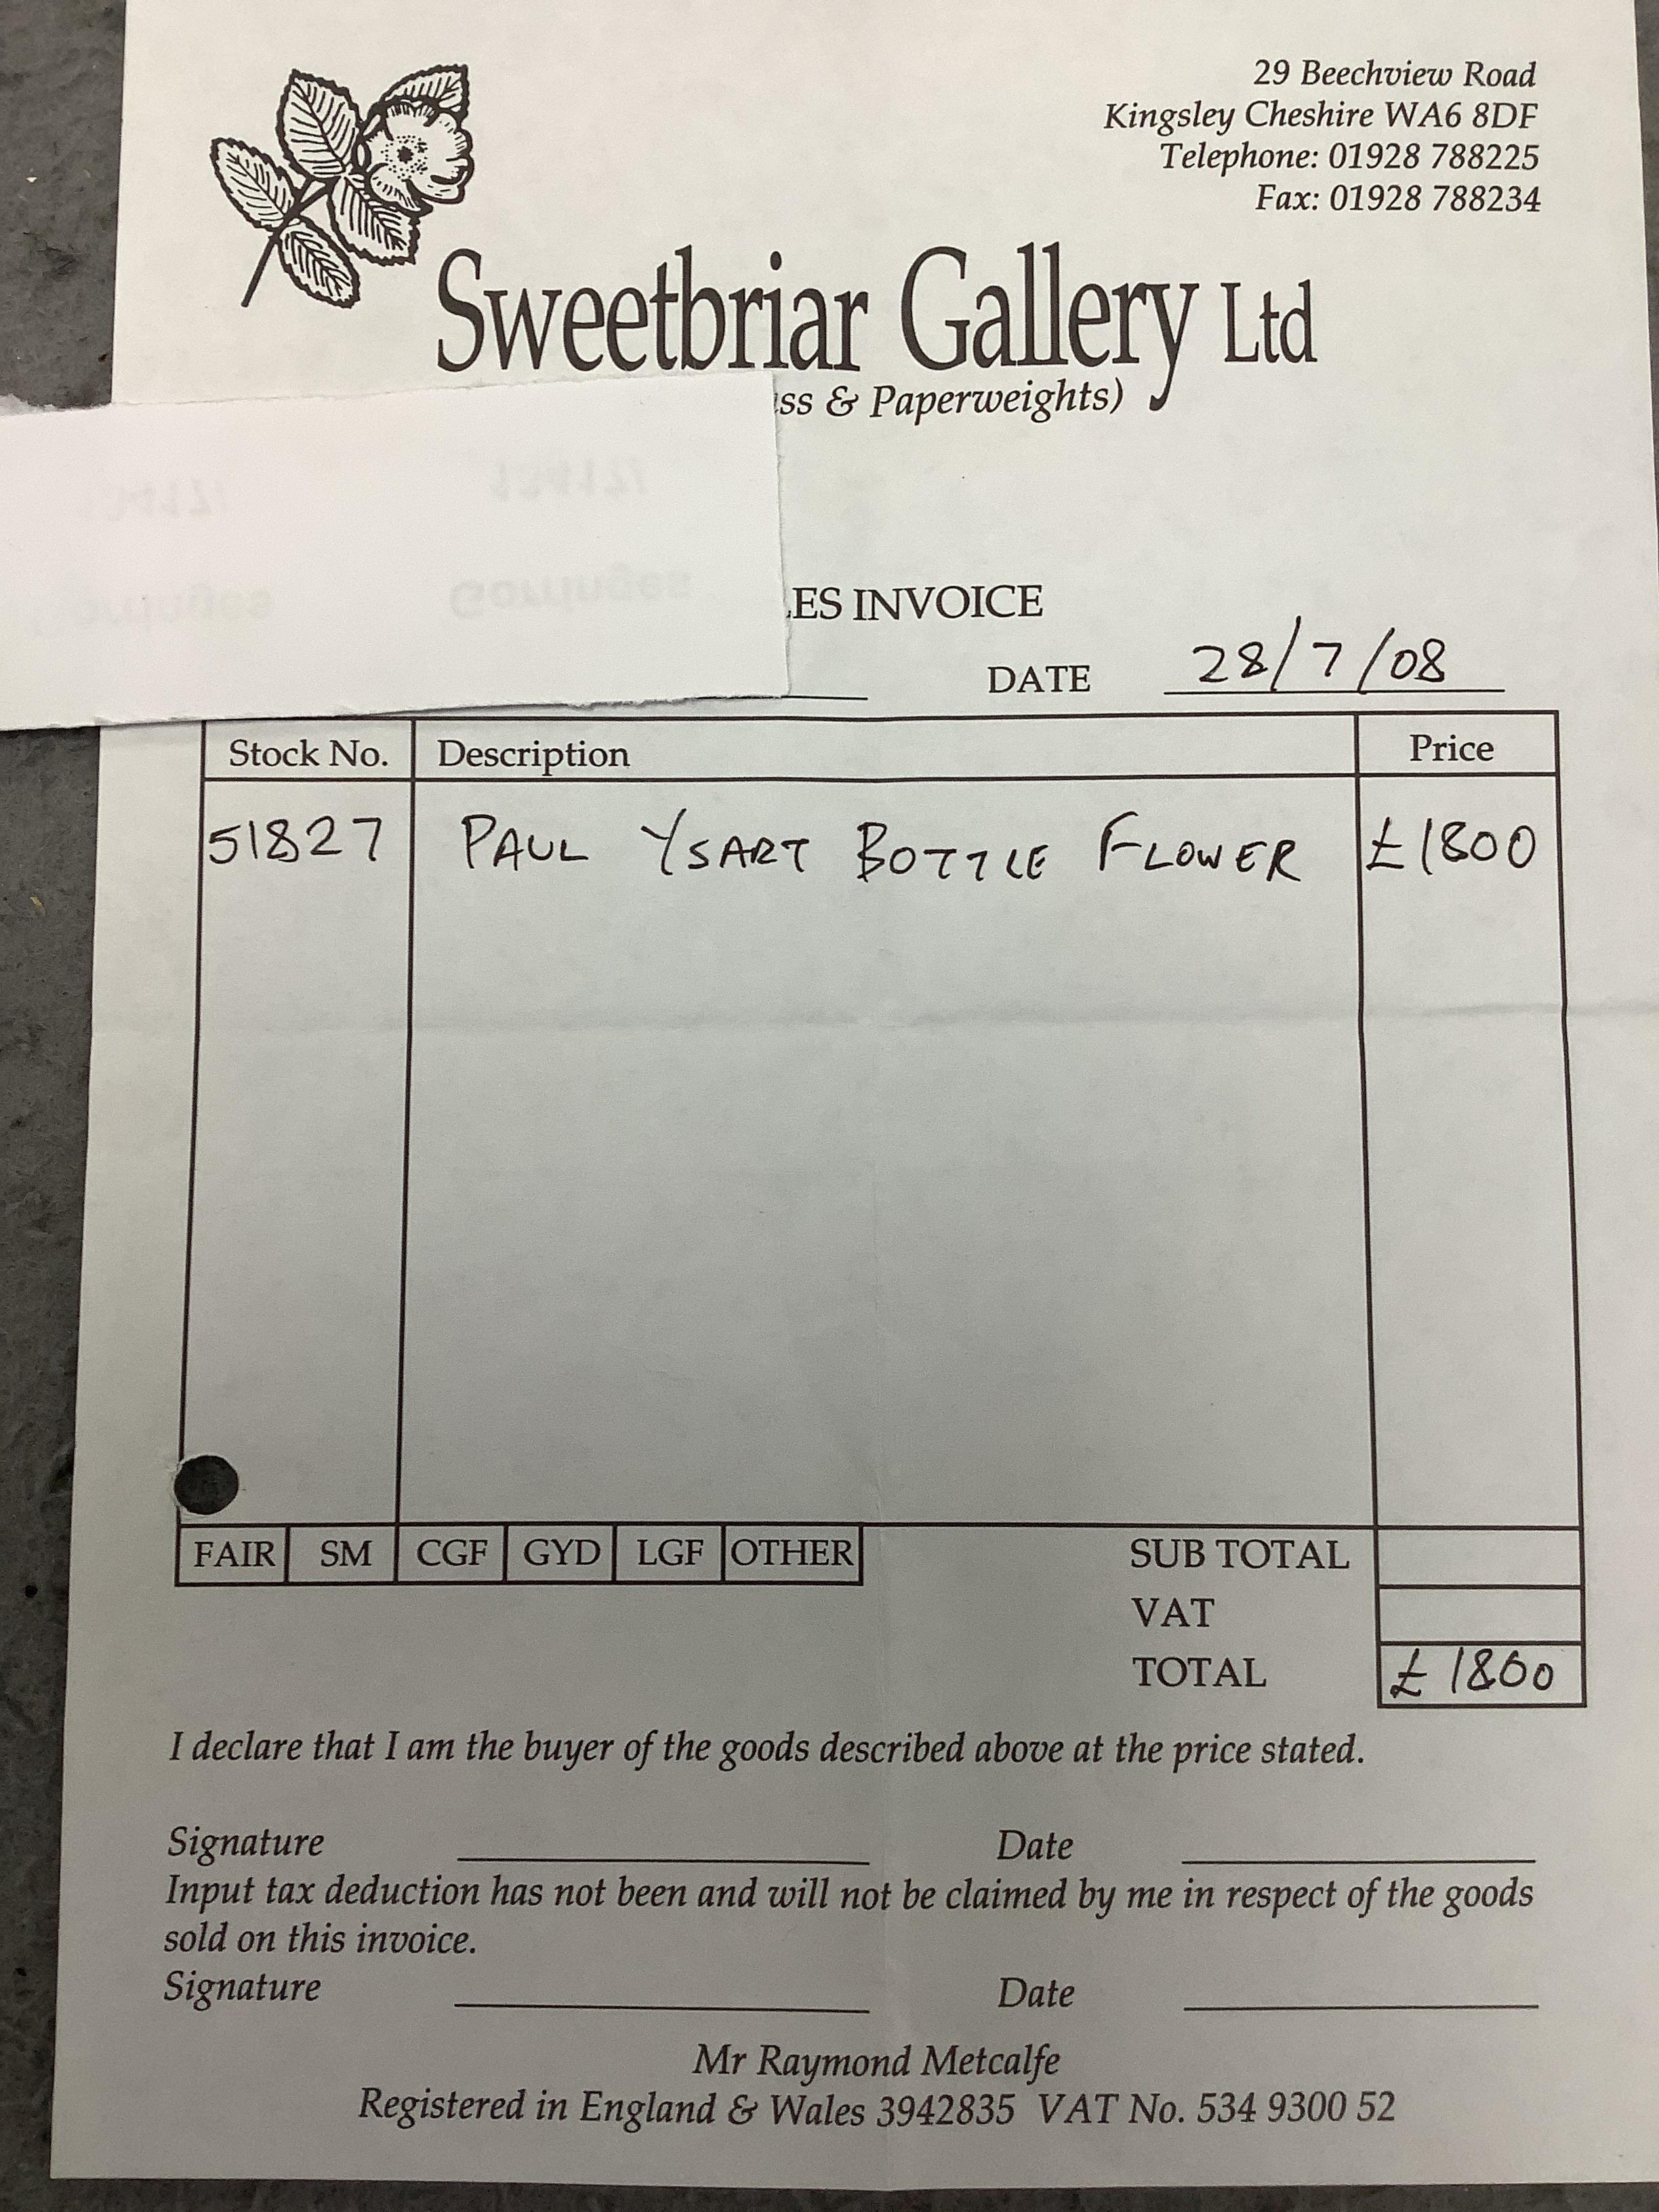 29 Beechview Road
Kingsley Cheshire WA6 8DF
Telephone: 01928 788225
Fax: 01928 788234
Sweetbriar Gallery Ltd
& Paperweights)
INVOICE
DATE 28/7/08
Stock No. Description Price
51827 PAUL YSART BOTTLE FLOWER £1800
FAIR SM CGF GYD LGF OTHER SUB TOTAL
VAT
TOTAL £1800
I declare that I am the buyer of the goods described above at the price stated.
Signature Date
Input tax deduction has not been and will not be claimed by me in respect of the goods
sold on this invoice.
Signature Date
Mr Raymond Metcalfe
Registered in England & Wales 3942835 VAT No. 534 9300 52